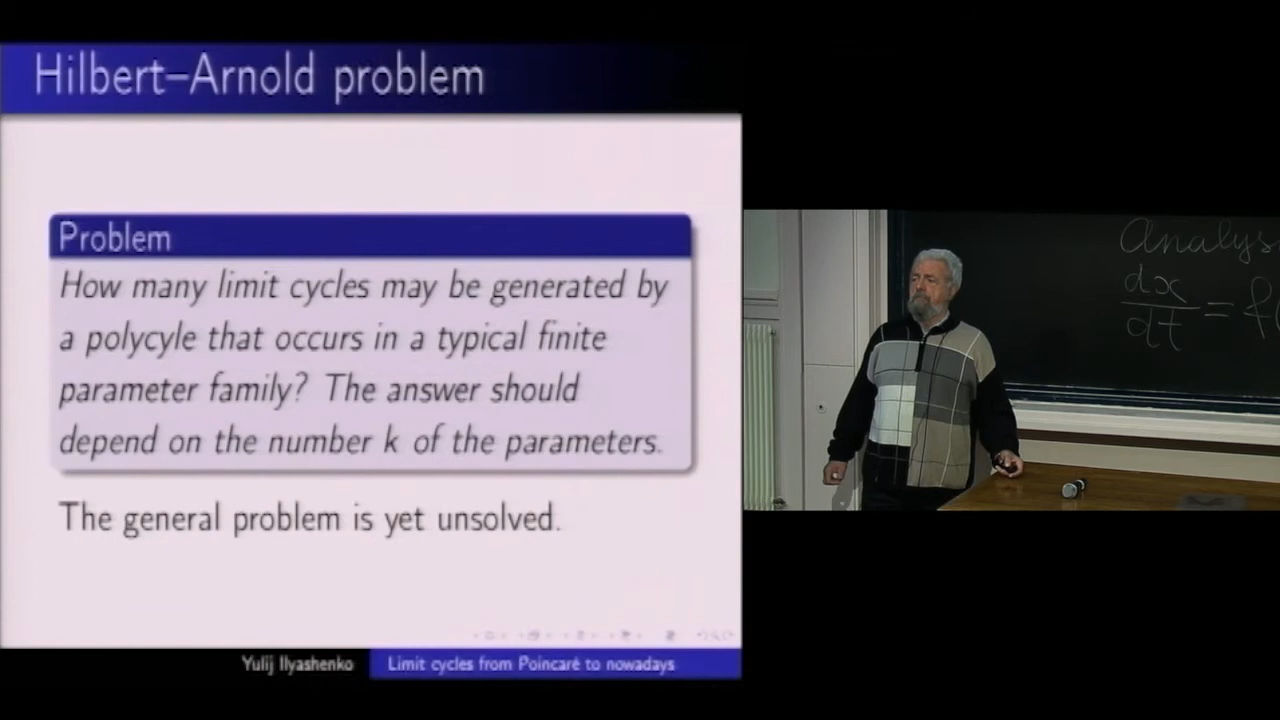 Hilbert–Arnold problem
Problem
How many limit cycles may be generated by
a polycyle that occurs in a typical finite
parameter family? The answer should
depend on the number k of the parameters.
The general problem is yet unsolved.
Yulij Ilyashenko
Limit cycles from Poincaré to nowadays
Analys
dx
dt
= f